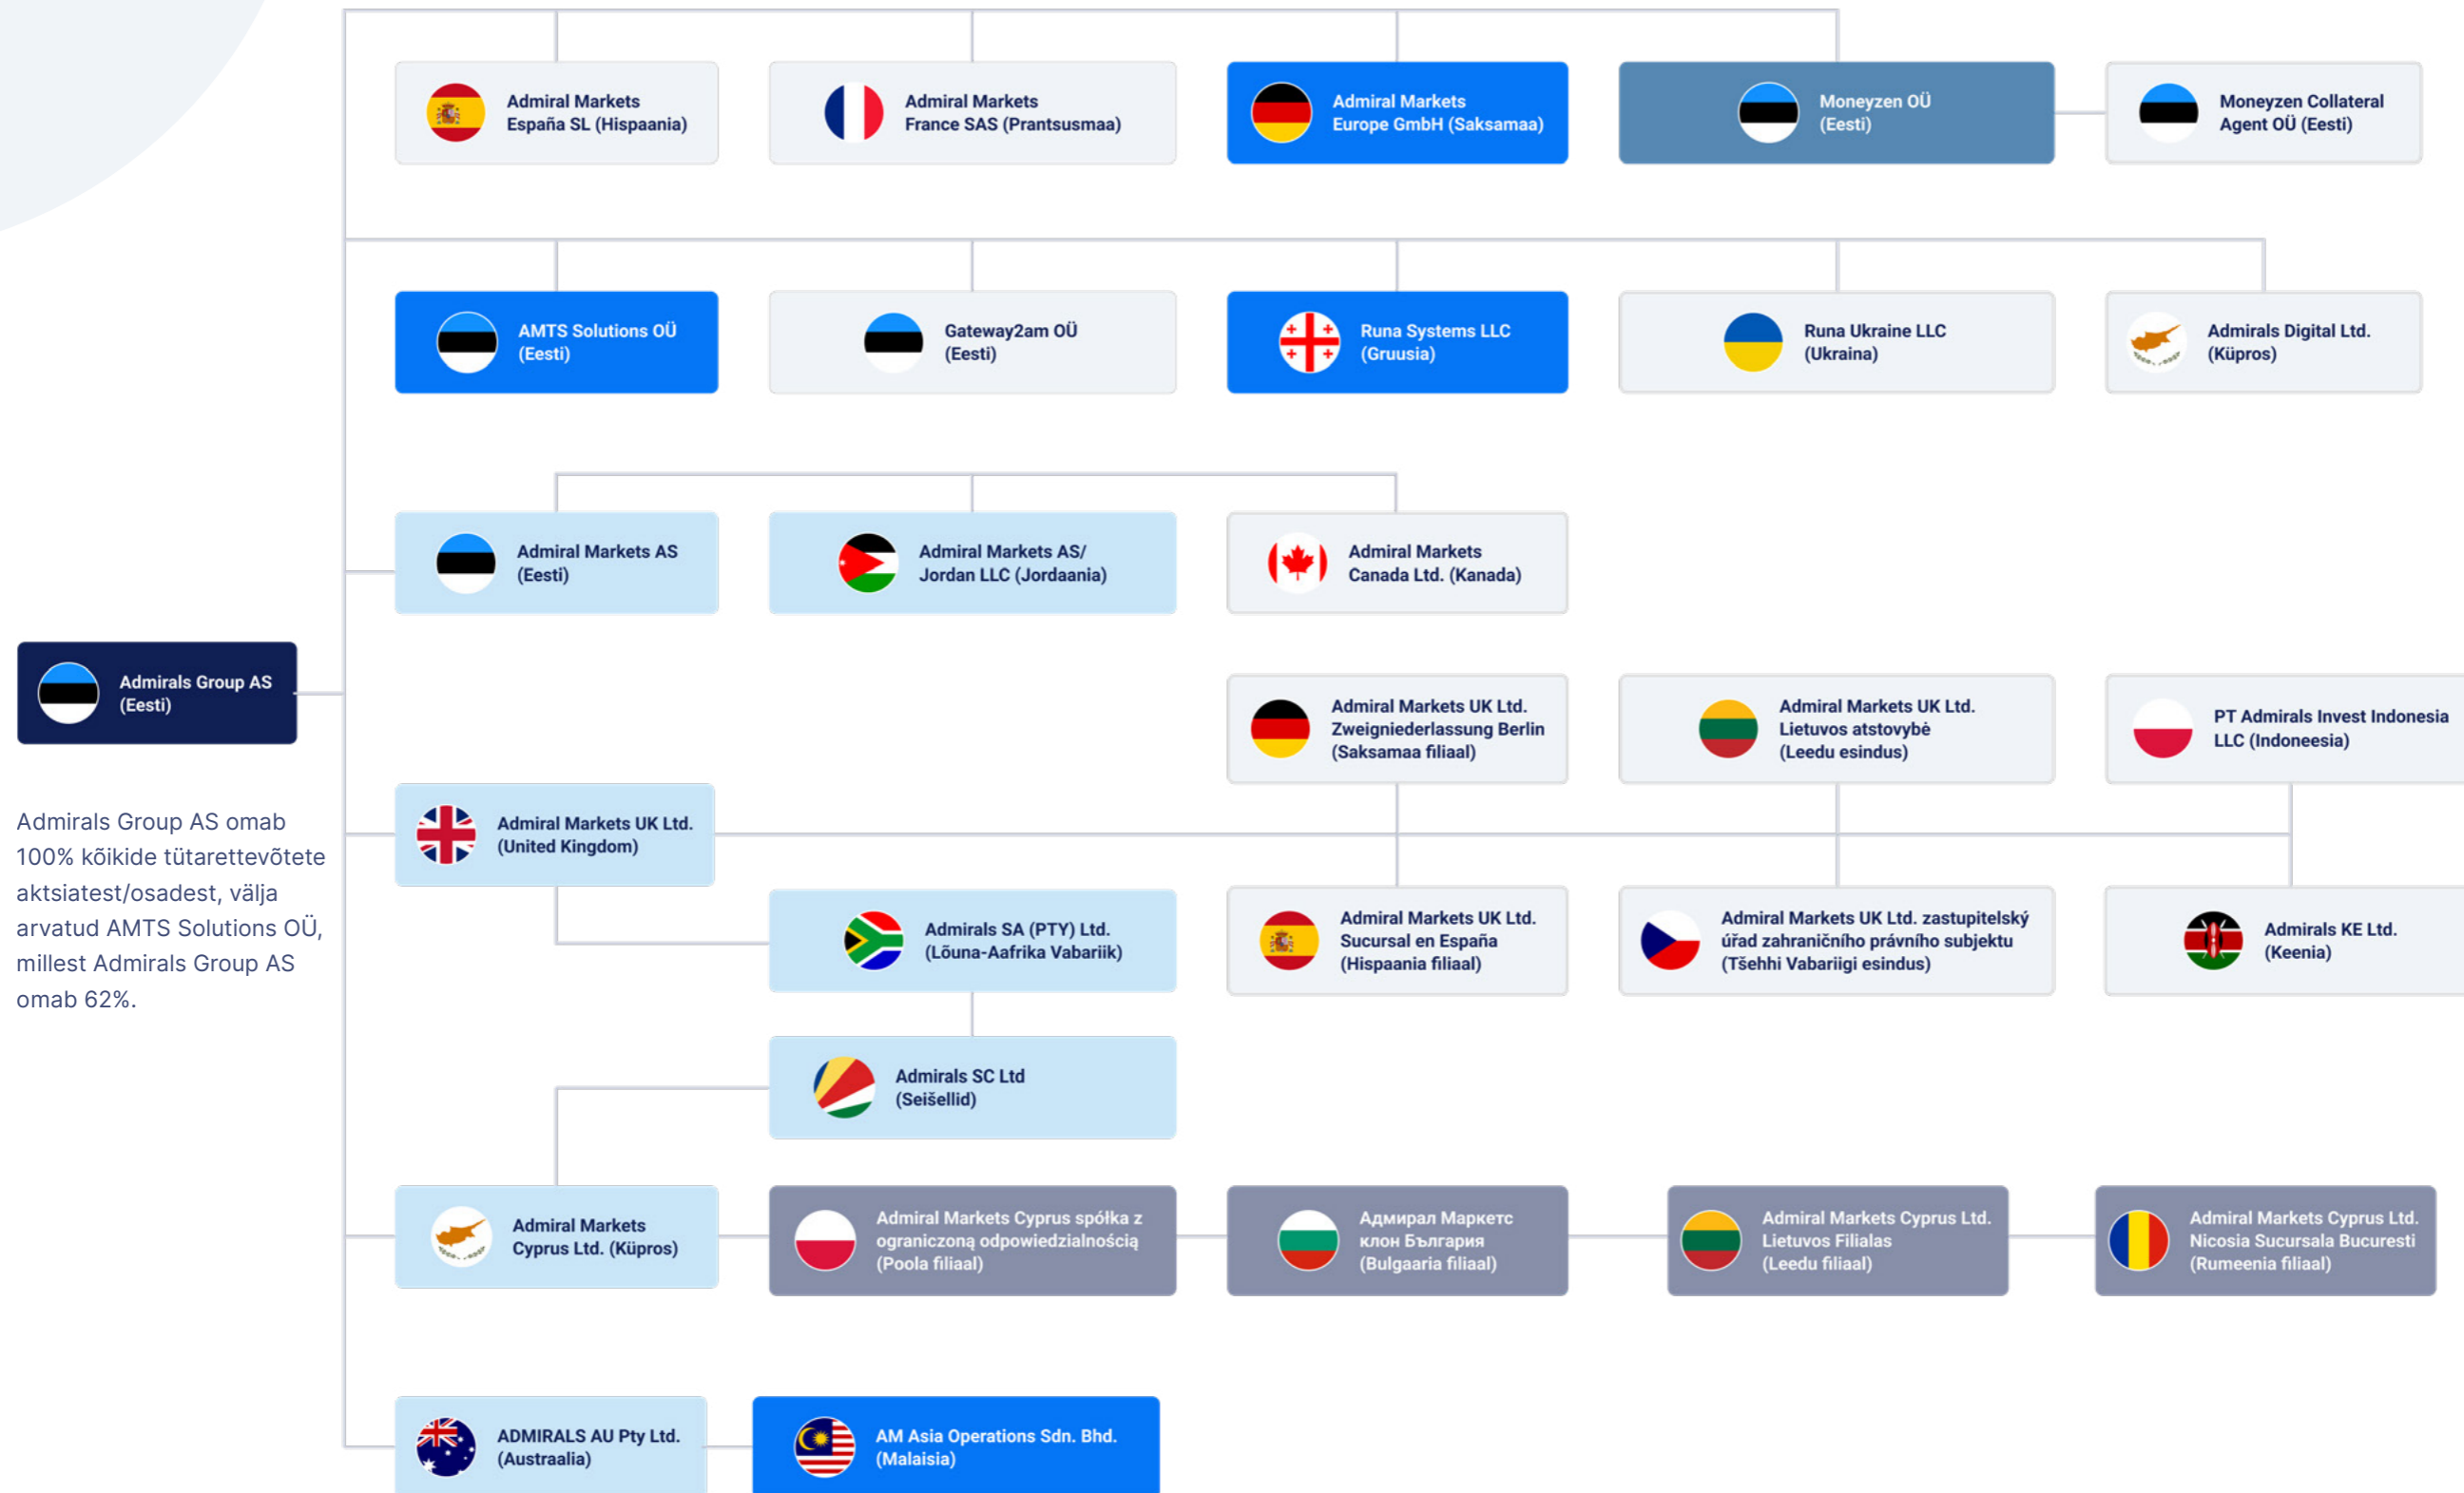 Admiral Markets
España SL (Hispaania)
Admiral Markets
France SAS (Prantsusmaa)
Admiral Markets
Europe GmbH (Saksamaa)
Moneyzen OÜ
(Eesti)
Moneyzen Collateral
Agent OÜ (Eesti)
AMTS Solutions OÜ
(Eesti)
Gateway2am OÜ
(Eesti)
Runa Systems LLC
(Gruusia)
Runa Ukraine LLC
(Ukraina)
Admirals Digital Ltd.
(Küpros)
Admiral Markets AS
(Eesti)
Admiral Markets AS/
Jordan LLC (Jordaania)
Admiral Markets
Canada Ltd. (Kanada)
Admirals Group AS
(Eesti)
Admirals Group AS omab
100% kõikide tütarettevõtete
aktsiatest/osadest, välja
arvatud AMTS Solutions OÜ,
millest Admirals Group AS
omab 62%.
Admiral Markets UK Ltd.
Zweigniederlassung Berlin
(Saksamaa filiaal)
Admiral Markets UK Ltd.
Lietuvos atstovybė
(Leedu esindus)
PT Admirals Invest Indonesia
LLC (Indoneesia)
Admiral Markets UK Ltd.
(United Kingdom)
Admirals SA (PTY) Ltd.
(Lõuna-Aafrika Vabariik)
Admiral Markets UK Ltd.
Sucursal en España
(Hispaania filiaal)
Admiral Markets UK Ltd. zastupitelský
úřad zahraničního právního subjektu
(Tšehhi Vabariigi esindus)
Admirals KE Ltd.
(Keenia)
Admirals SC Ltd
(Seišellid)
Admiral Markets
Cyprus Ltd. (Küpros)
Admiral Markets Cyprus spółka z
ograniczoną odpowiedzialnością
(Poola filiaal)
Адмирал Маркетс
клон България
(Bulgaaria filiaal)
Admiral Markets Cyprus Ltd.
Lietuvos Filialas
(Leedu filiaal)
Admiral Markets Cyprus Ltd.
Nicosia Sucursala Bucuresti
(Rumeenia filiaal)
ADMIRALS AU Pty Ltd.
(Austraalia)
AM Asia Operations Sdn. Bhd.
(Malaisia)